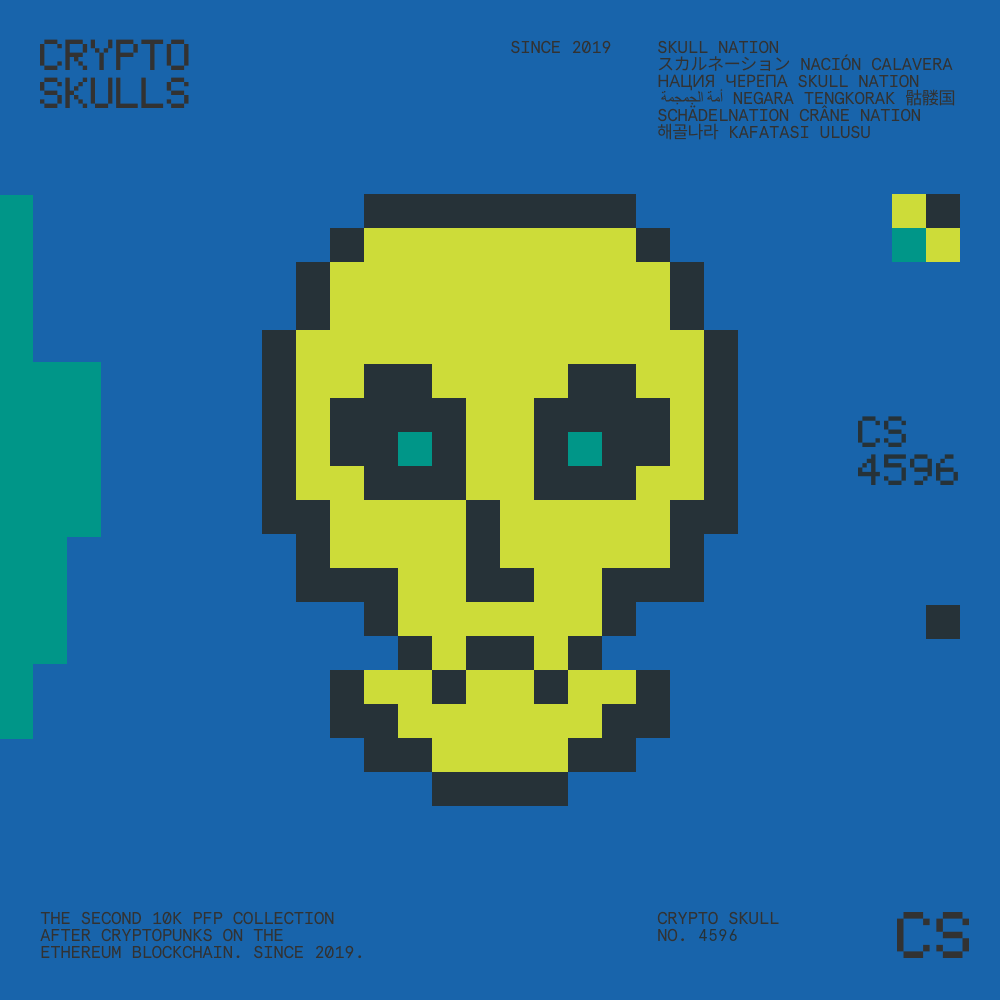 CRYPTO
SKULLS
SINCE 2019
SKULL NATION
スカルネーション NACIÓN CALAVERA
НАЦИЯ ЧЕРЕПА SKULL NATION
أمة الجمجمة NEGARA TENGKORAK 骷髅国
SCHÄDELNATION CRÂNE NATION
해골나라 KAFATASI ULUSU
CS
4596
THE SECOND 10K PFP COLLECTION
AFTER CRYPTOPUNKS ON THE
ETHEREUM BLOCKCHAIN. SINCE 2019.
CRYPTO SKULL
NO. 4596
CS